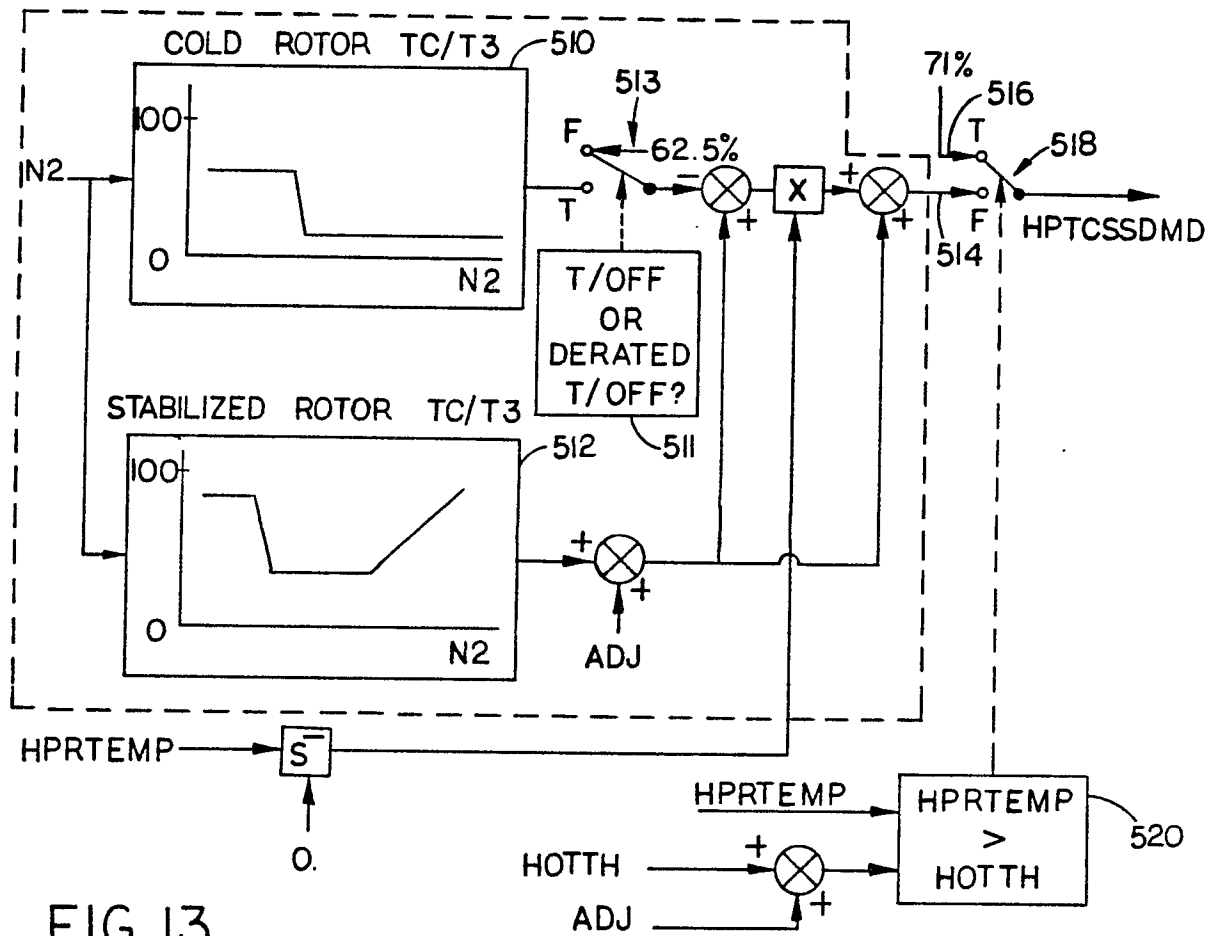 COLD ROTOR TC/T3
510
100
0
N2
N2
F
T
513
62.5%
−
+
X
+
+
71%
516
T
F
518
514
HPTCSSDMD
T/OFF
OR
DERATED
T/OFF?
511
STABILIZED ROTOR TC/T3
512
100
0
N2
+
+
ADJ
HPRTEMP
S−
0.
HPRTEMP
HOTTH
+
+
ADJ
HPRTEMP
>
HOTTH
520
FIG. 13